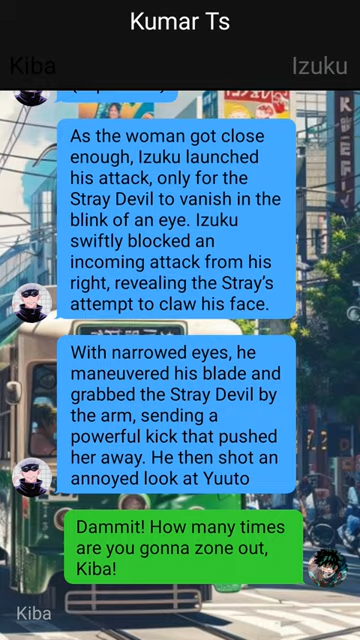 Kumar Ts
Kiba
Izuku
As the woman got close
enough, Izuku launched
his attack, only for the
Stray Devil to vanish in the
blink of an eye. Izuku
swiftly blocked an
incoming attack from his
right, revealing the Stray’s
attempt to claw his face.
With narrowed eyes, he
maneuvered his blade and
grabbed the Stray Devil by
the arm, sending a
powerful kick that pushed
her away. He then shot an
annoyed look at Yuuto
Dammit! How many times
are you gonna zone out,
Kiba!
Kiba